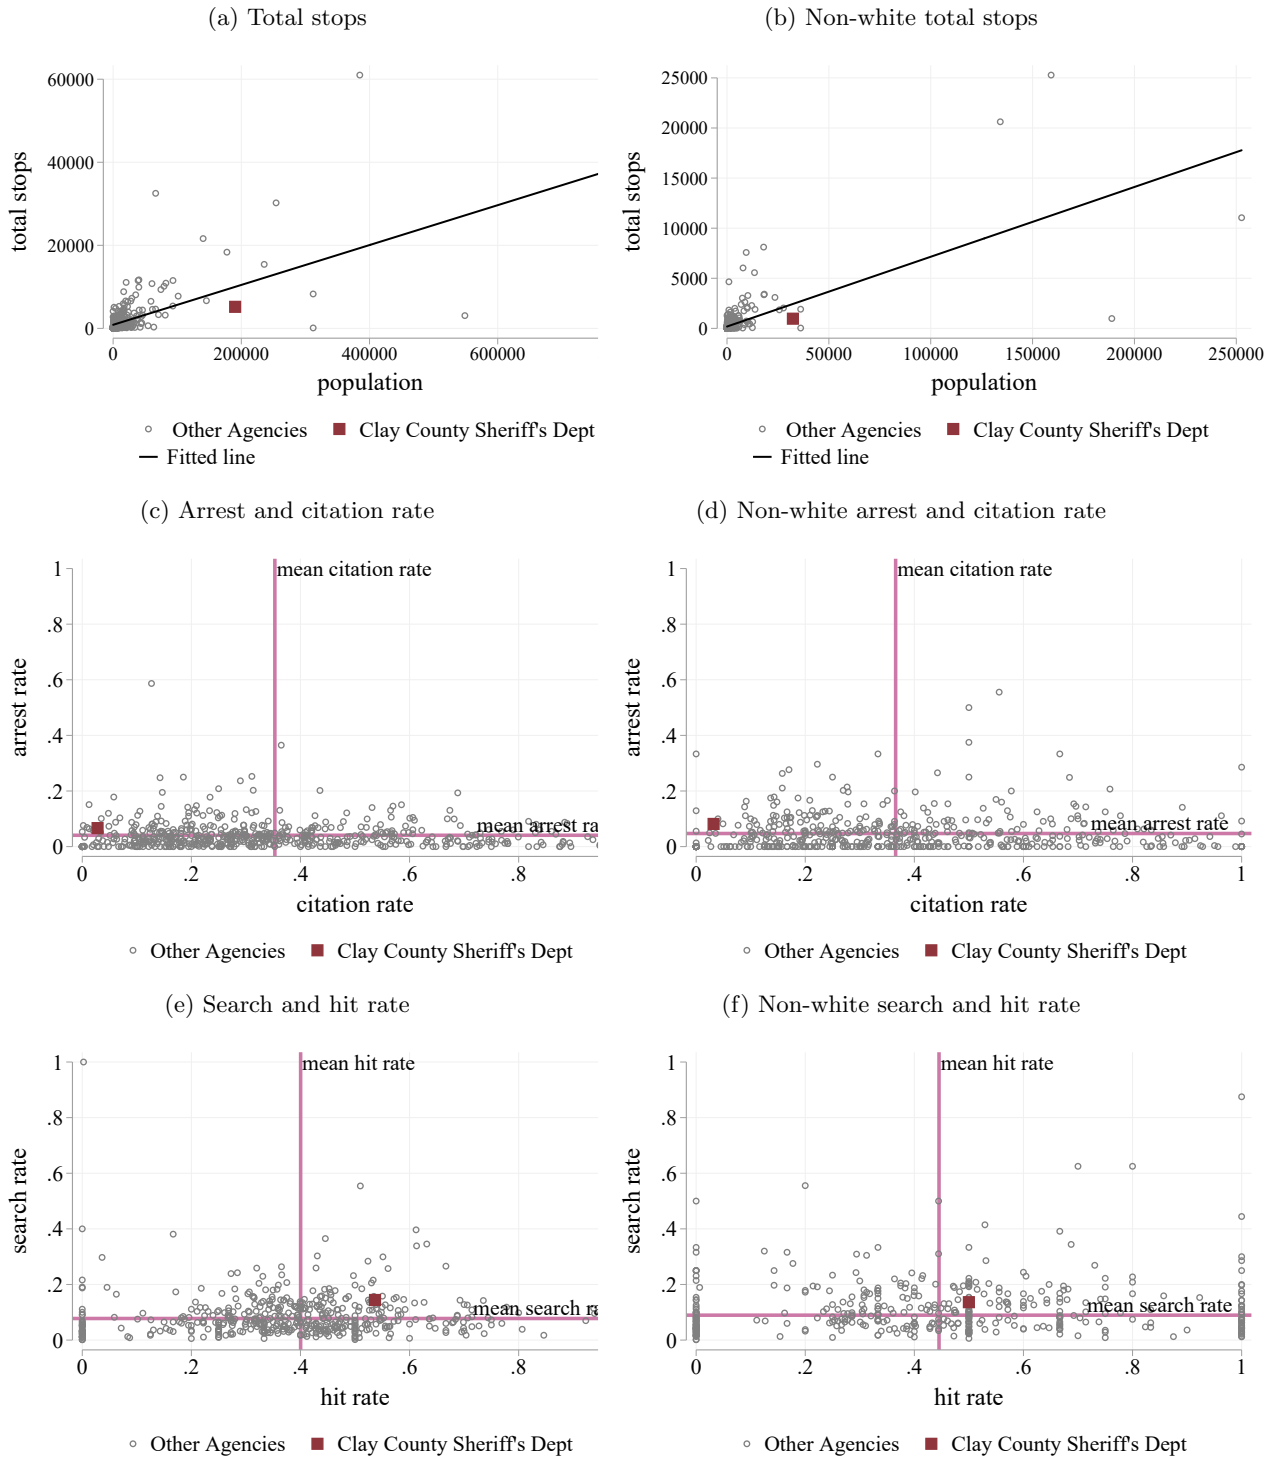 (a) Total stops
60000
40000
20000
0
total stops
0 200000 400000 600000
population
Other Agencies Clay County Sheriff's Dept
Fitted line
(b) Non-white total stops
25000
20000
15000
10000
5000
0
total stops
0 50000 100000 150000 200000 250000
population
Other Agencies Clay County Sheriff's Dept
Fitted line
(c) Arrest and citation rate
mean citation rate
1
.8
.6
.4
.2
0
arrest rate
mean arrest ra
0 .2 .4 .6 .8
citation rate
Other Agencies Clay County Sheriff's Dept
(d) Non-white arrest and citation rate
mean citation rate
1
.8
.6
.4
.2
0
arrest rate
mean arrest rate
0 .2 .4 .6 .8 1
citation rate
Other Agencies Clay County Sheriff's Dept
(e) Search and hit rate
mean hit rate
1
.8
.6
.4
.2
0
search rate
mean search ra
0 .2 .4 .6 .8
hit rate
Other Agencies Clay County Sheriff's Dept
(f) Non-white search and hit rate
mean hit rate
1
.8
.6
.4
.2
0
search rate
mean search rate
0 .2 .4 .6 .8 1
hit rate
Other Agencies Clay County Sheriff's Dept